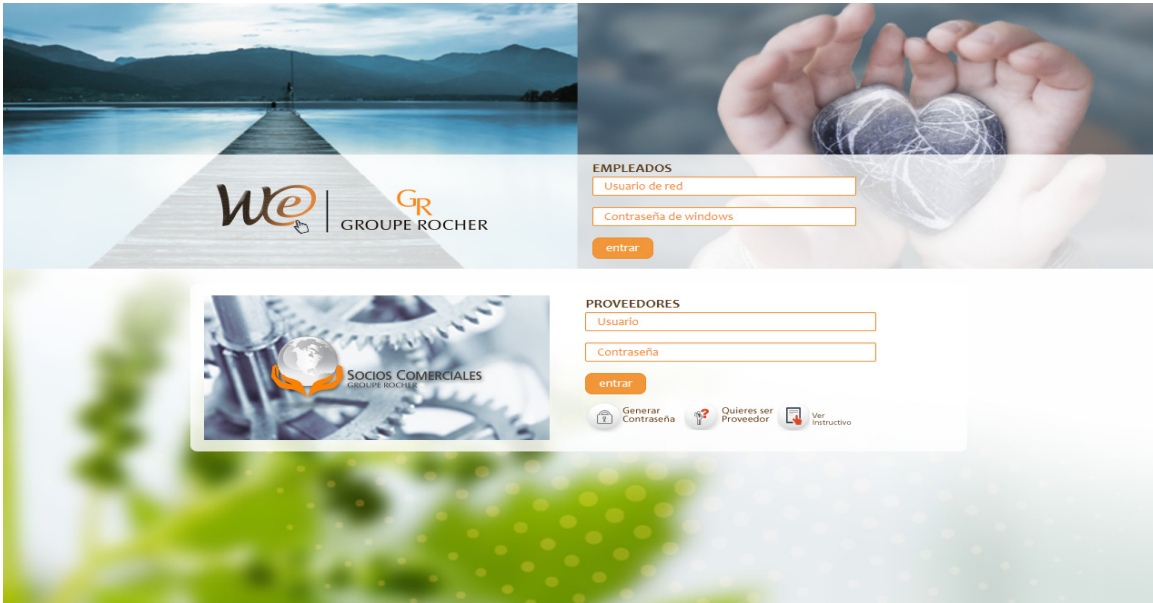 We
GR
GROUPE ROCHER
EMPLEADOS
Usuario de red
Contraseña de windows
entrar
SOCIOS COMERCIALES
GROUPE ROCHER
PROVEEDORES
Usuario
Contraseña
entrar
Generar
Contraseña
Quieres ser
Proveedor
Ver
Instructivo